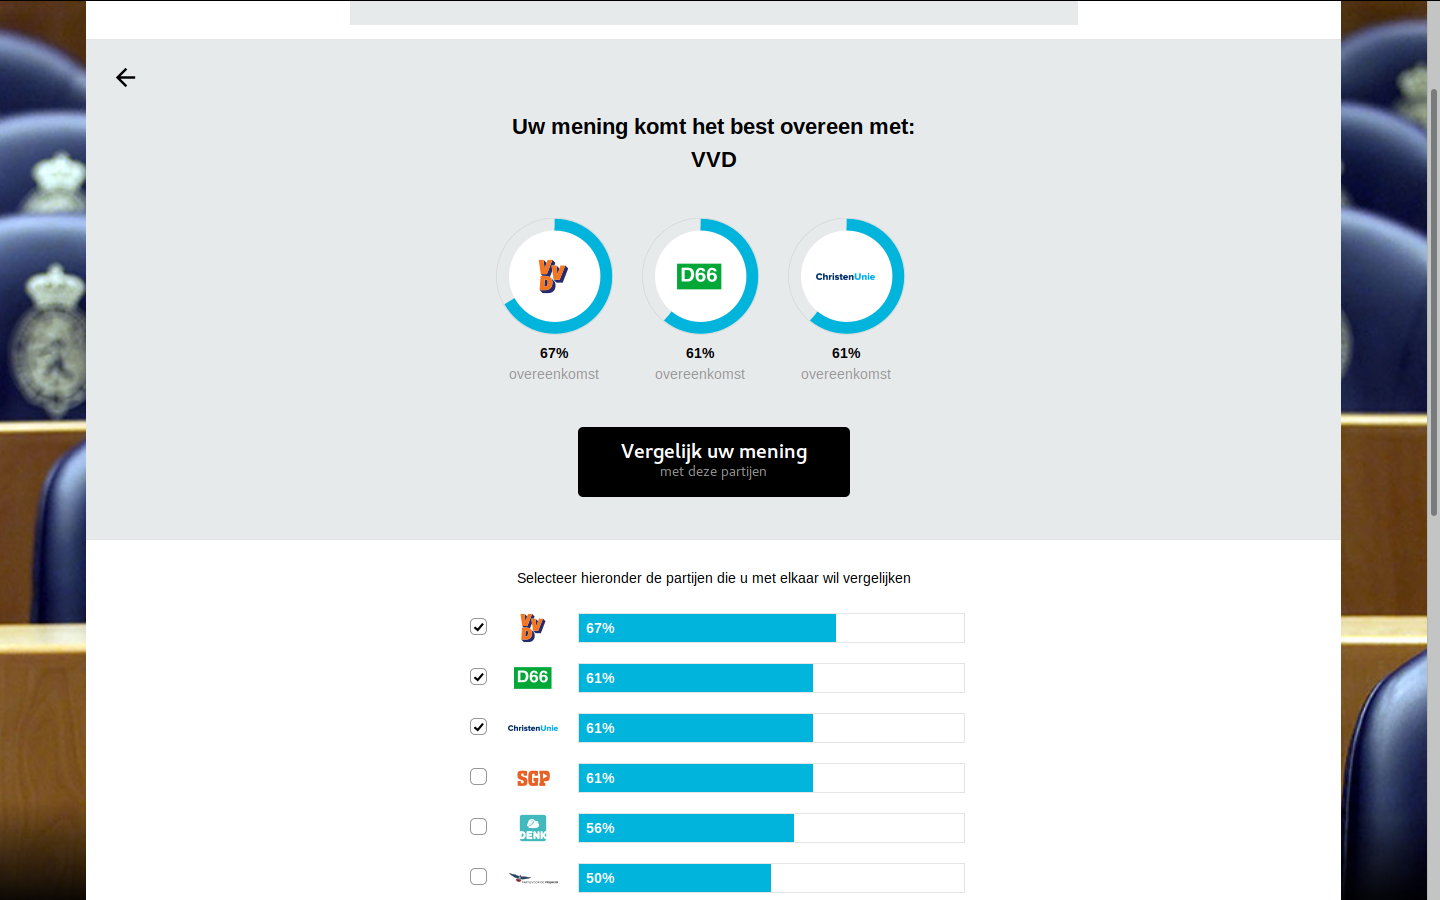 Uw mening komt het best overeen met:
VVD
VVD
D66
ChristenUnie
67%
61%
61%
overeenkomst
overeenkomst
overeenkomst
Vergelijk uw mening
met deze partijen
Selecteer hieronder de partijen die u met elkaar wil vergelijken
VVD
67%
D66
61%
ChristenUnie
61%
SGP
61%
DENK
56%
50%